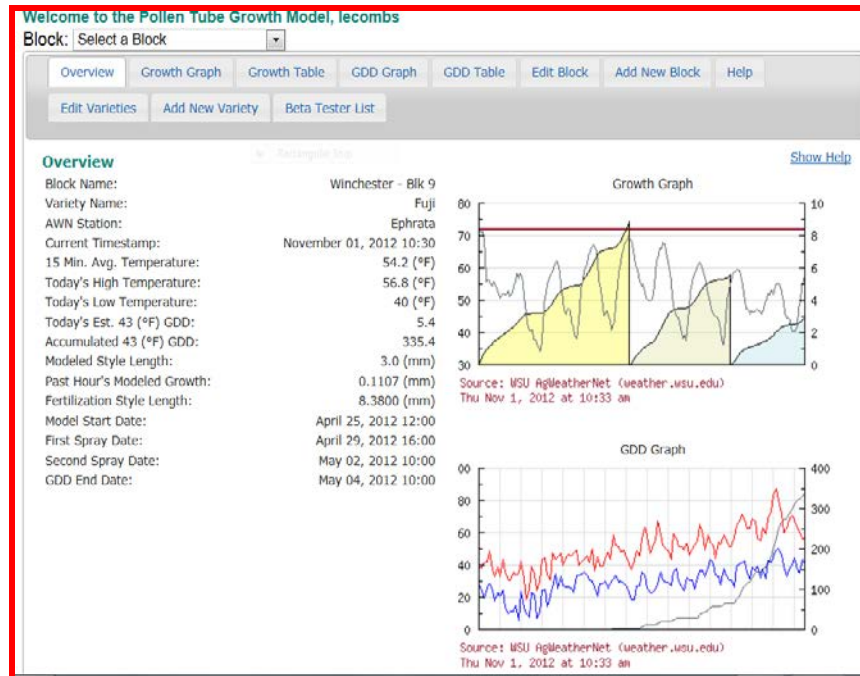 Welcome to the Pollen Tube Growth Model, lecombs
Block: Select a Block
Overview Growth Graph Growth Table GDD Graph GDD Table Edit Block Add New Block Help
Edit Varieties Add New Variety Beta Tester List
Overview
Show Help
Block Name: Winchester - Blk 9
Variety Name: Fuji
AWN Station: Ephrata
Current Timestamp: November 01, 2012 10:30
15 Min. Avg. Temperature: 54.2 (°F)
Today's High Temperature: 56.8 (°F)
Today's Low Temperature: 40 (°F)
Today's Est. 43 (°F) GDD: 5.4
Accumulated 43 (°F) GDD: 335.4
Modeled Style Length: 3.0 (mm)
Past Hour's Modeled Growth: 0.1107 (mm)
Fertilization Style Length: 8.3800 (mm)
Model Start Date: April 25, 2012 12:00
First Spray Date: April 29, 2012 16:00
Second Spray Date: May 02, 2012 10:00
GDD End Date: May 04, 2012 10:00
Growth Graph
80 10
70 8
60 6
50 4
40 2
30 0
Source: WSU AgWeatherNet (weather.wsu.edu)
Thu Nov 1, 2012 at 10:33 am
GDD Graph
00 400
80 300
60 200
40 100
20
0 0
Source: WSU AgWeatherNet (weather.wsu.edu)
Thu Nov 1, 2012 at 10:33 am